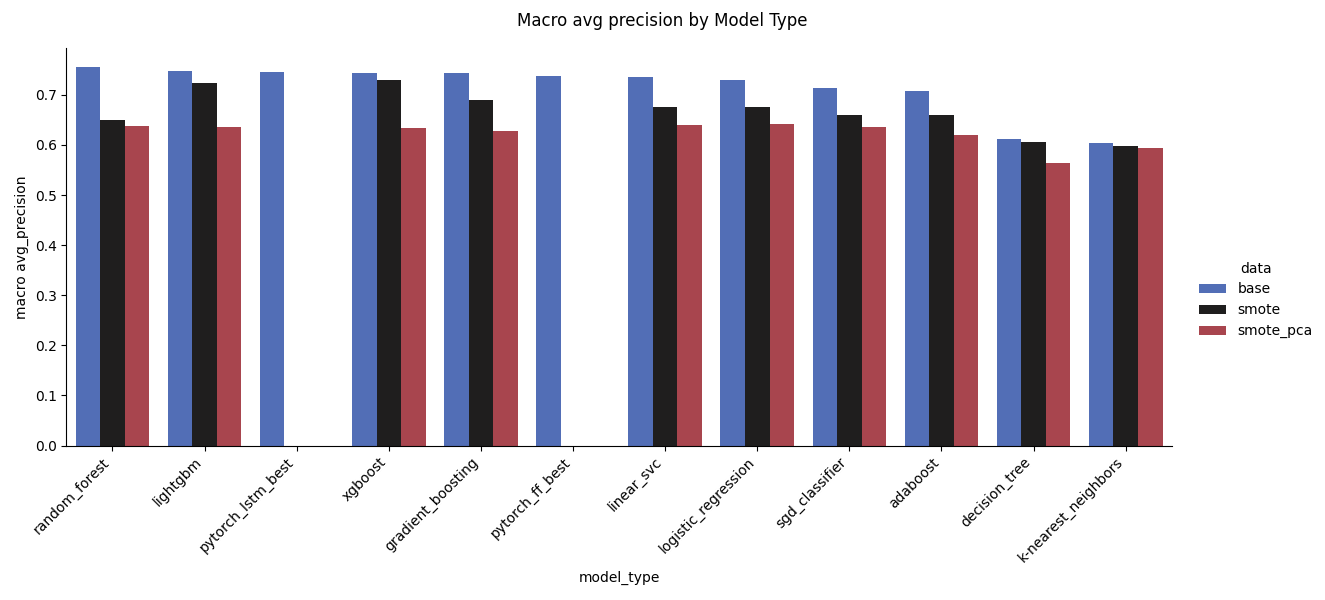 Macro avg precision by Model Type
macro avg_precision
0.7
0.6
0.5
0.4
0.3
0.2
0.1
0.0
random_forest
lightgbm
pytorch_lstm_best
xgboost
gradient_boosting
pytorch_ff_best
linear_svc
logistic_regression
sgd_classifier
adaboost
decision_tree
k-nearest_neighbors
model_type
data
base
smote
smote_pca